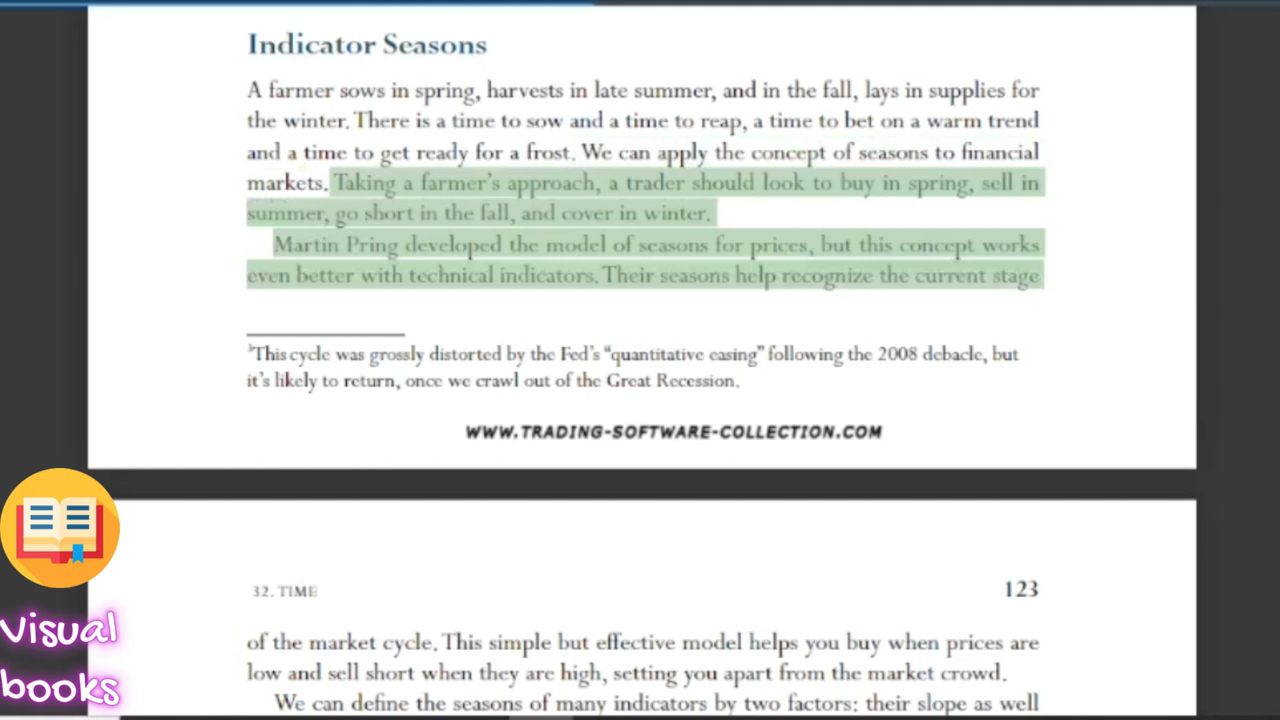 Indicator Seasons
A farmer sows in spring, harvests in late summer, and in the fall, lays in supplies for
the winter. There is a time to sow and a time to reap, a time to bet on a warm trend
and a time to get ready for a frost. We can apply the concept of seasons to financial
markets. Taking a farmer's approach, a trader should look to buy in spring, sell in
summer, go short in the fall, and cover in winter.
Martin Pring developed the model of seasons for prices, but this concept works
even better with technical indicators. Their seasons help recognize the current stage
³This cycle was grossly distorted by the Fed's “quantitative easing” following the 2008 debacle, but
it's likely to return, once we crawl out of the Great Recession.
WWW.TRADING-SOFTWARE-COLLECTION.COM
32. TIME 123
of the market cycle. This simple but effective model helps you buy when prices are
low and sell short when they are high, setting you apart from the market crowd.
We can define the seasons of many indicators by two factors: their slope as well
Visual
books